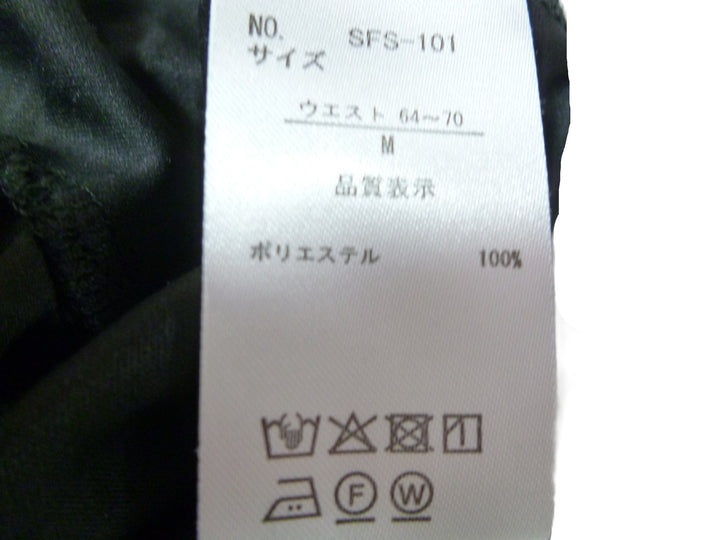 NO. SFS-101
サイズ
ウエスト 64～70
M
品質表示
ポリエステル 100%
F W